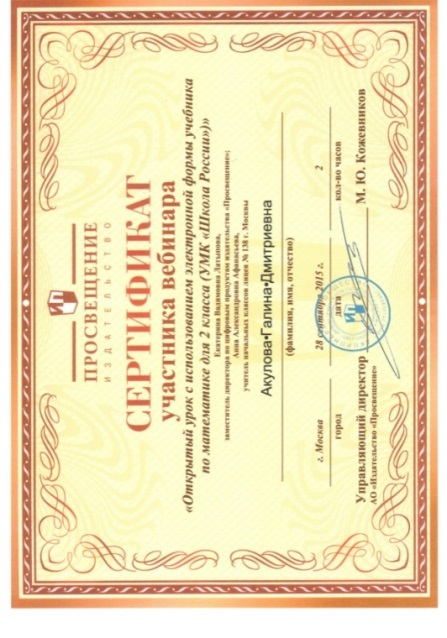 ПРОСВЕЩЕНИЕ
ИЗДАТЕЛЬСТВО
СЕРТИФИКАТ
участника вебинара
«Открытый урок с использованием электронной формы учебника
по математике для 2 класса (УМК «Школа России»)»
Екатерина Вадимовна Латышова,
заместитель директора по цифровым продуктам издательства «Просвещение»;
Анна Александровна Афанасьева,
учитель начальных классов лицея № 138 г. Москвы
Акулова•Галина•Дмитриевна
(фамилия, имя, отчество)
г. Москва 28 сентября 2015 г. 2
город дата кол-во часов
Управляющий директор М. Ю. Кожевников
АО «Издательство «Просвещение»